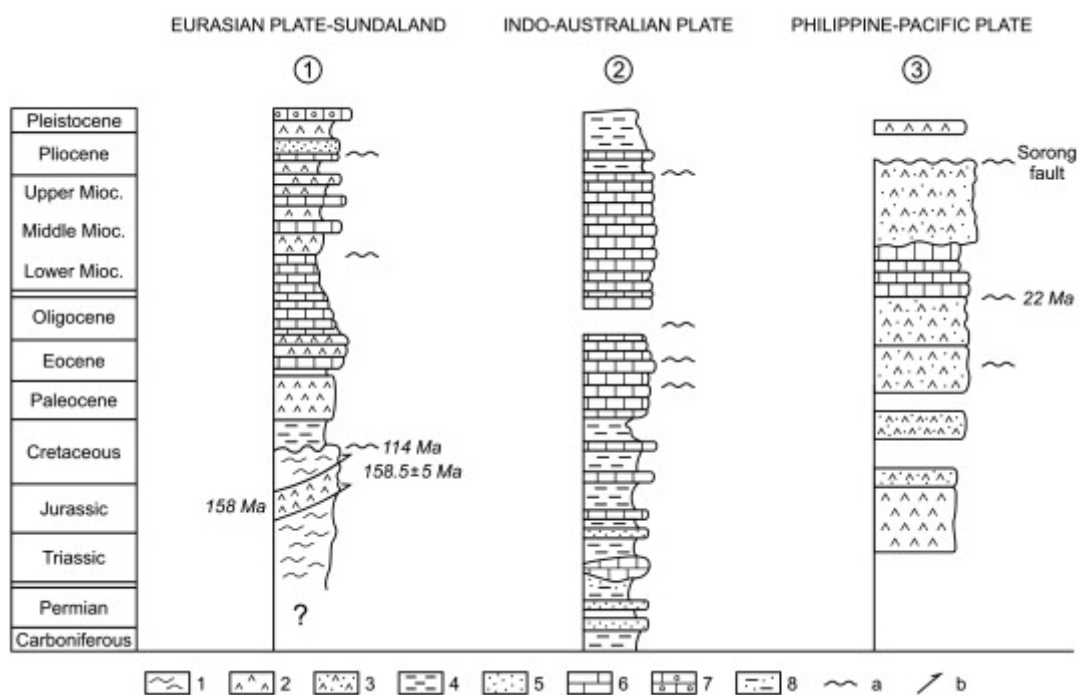 EURASIAN PLATE-SUNDALAND INDO-AUSTRALIAN PLATE PHILIPPINE-PACIFIC PLATE
1 2 3
Pleistocene
Pliocene
Sorong
fault
Upper Mioc.
Middle Mioc.
Lower Mioc.
22 Ma
Oligocene
Eocene
Paleocene
Cretaceous
114 Ma
158.5±5 Ma
158 Ma
Jurassic
Triassic
Permian
?
Carboniferous
1 2 3 4 5 6 7 8 a b